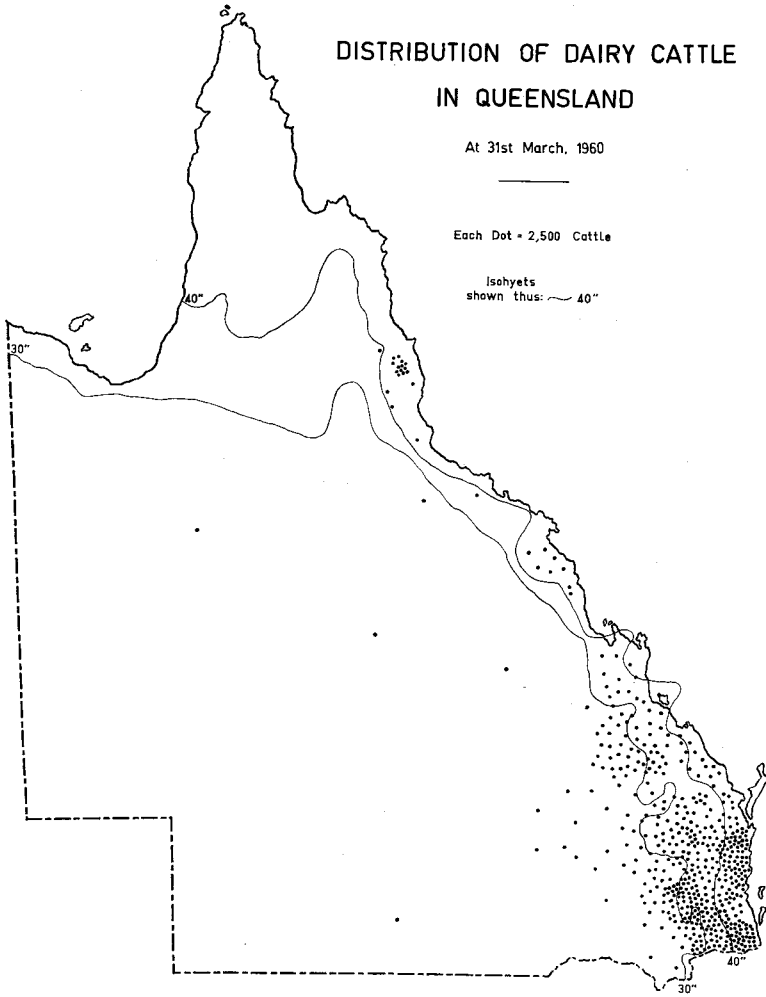 DISTRIBUTION OF DAIRY CATTLE
IN QUEENSLAND
At 31st March, 1960
Each Dot = 2,500 Cattle
Isohyets
shown thus: 40"
40"
30"
40"
30"